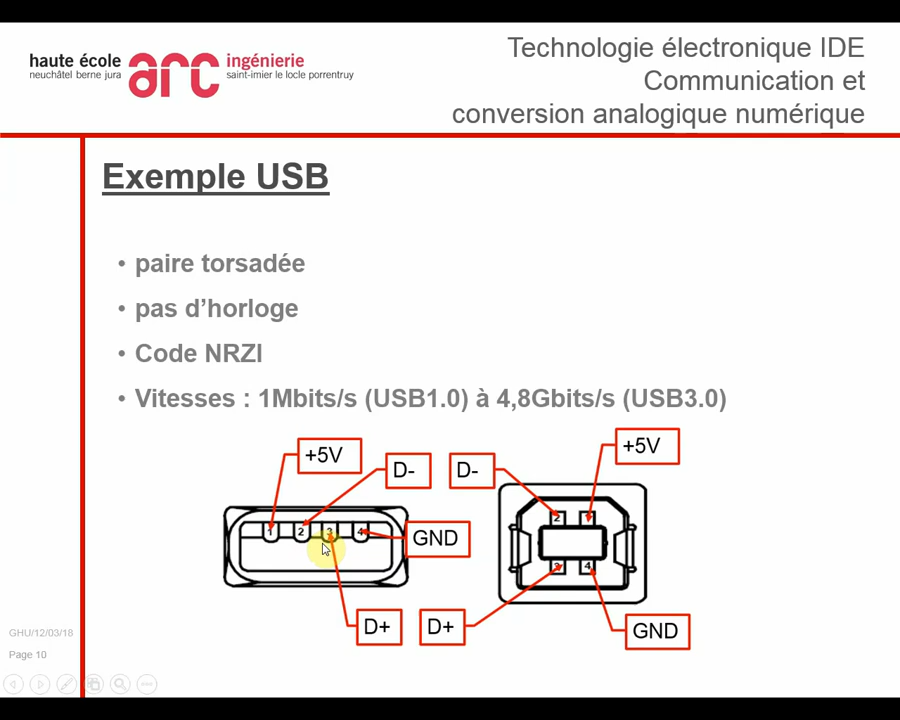 haute école
neuchâtel berne jura
arc
ingénierie
saint-imier le locle porrentruy
Technologie électronique IDE
Communication et
conversion analogique numérique
Exemple USB
• paire torsadée
• pas d’horloge
• Code NRZI
• Vitesses : 1Mbits/s (USB1.0) à 4,8Gbits/s (USB3.0)
+5V
D-
D-
+5V
1 2 3 4
GND
2
3 4
D+
D+
GND
GHU/12/03/18
Page 10